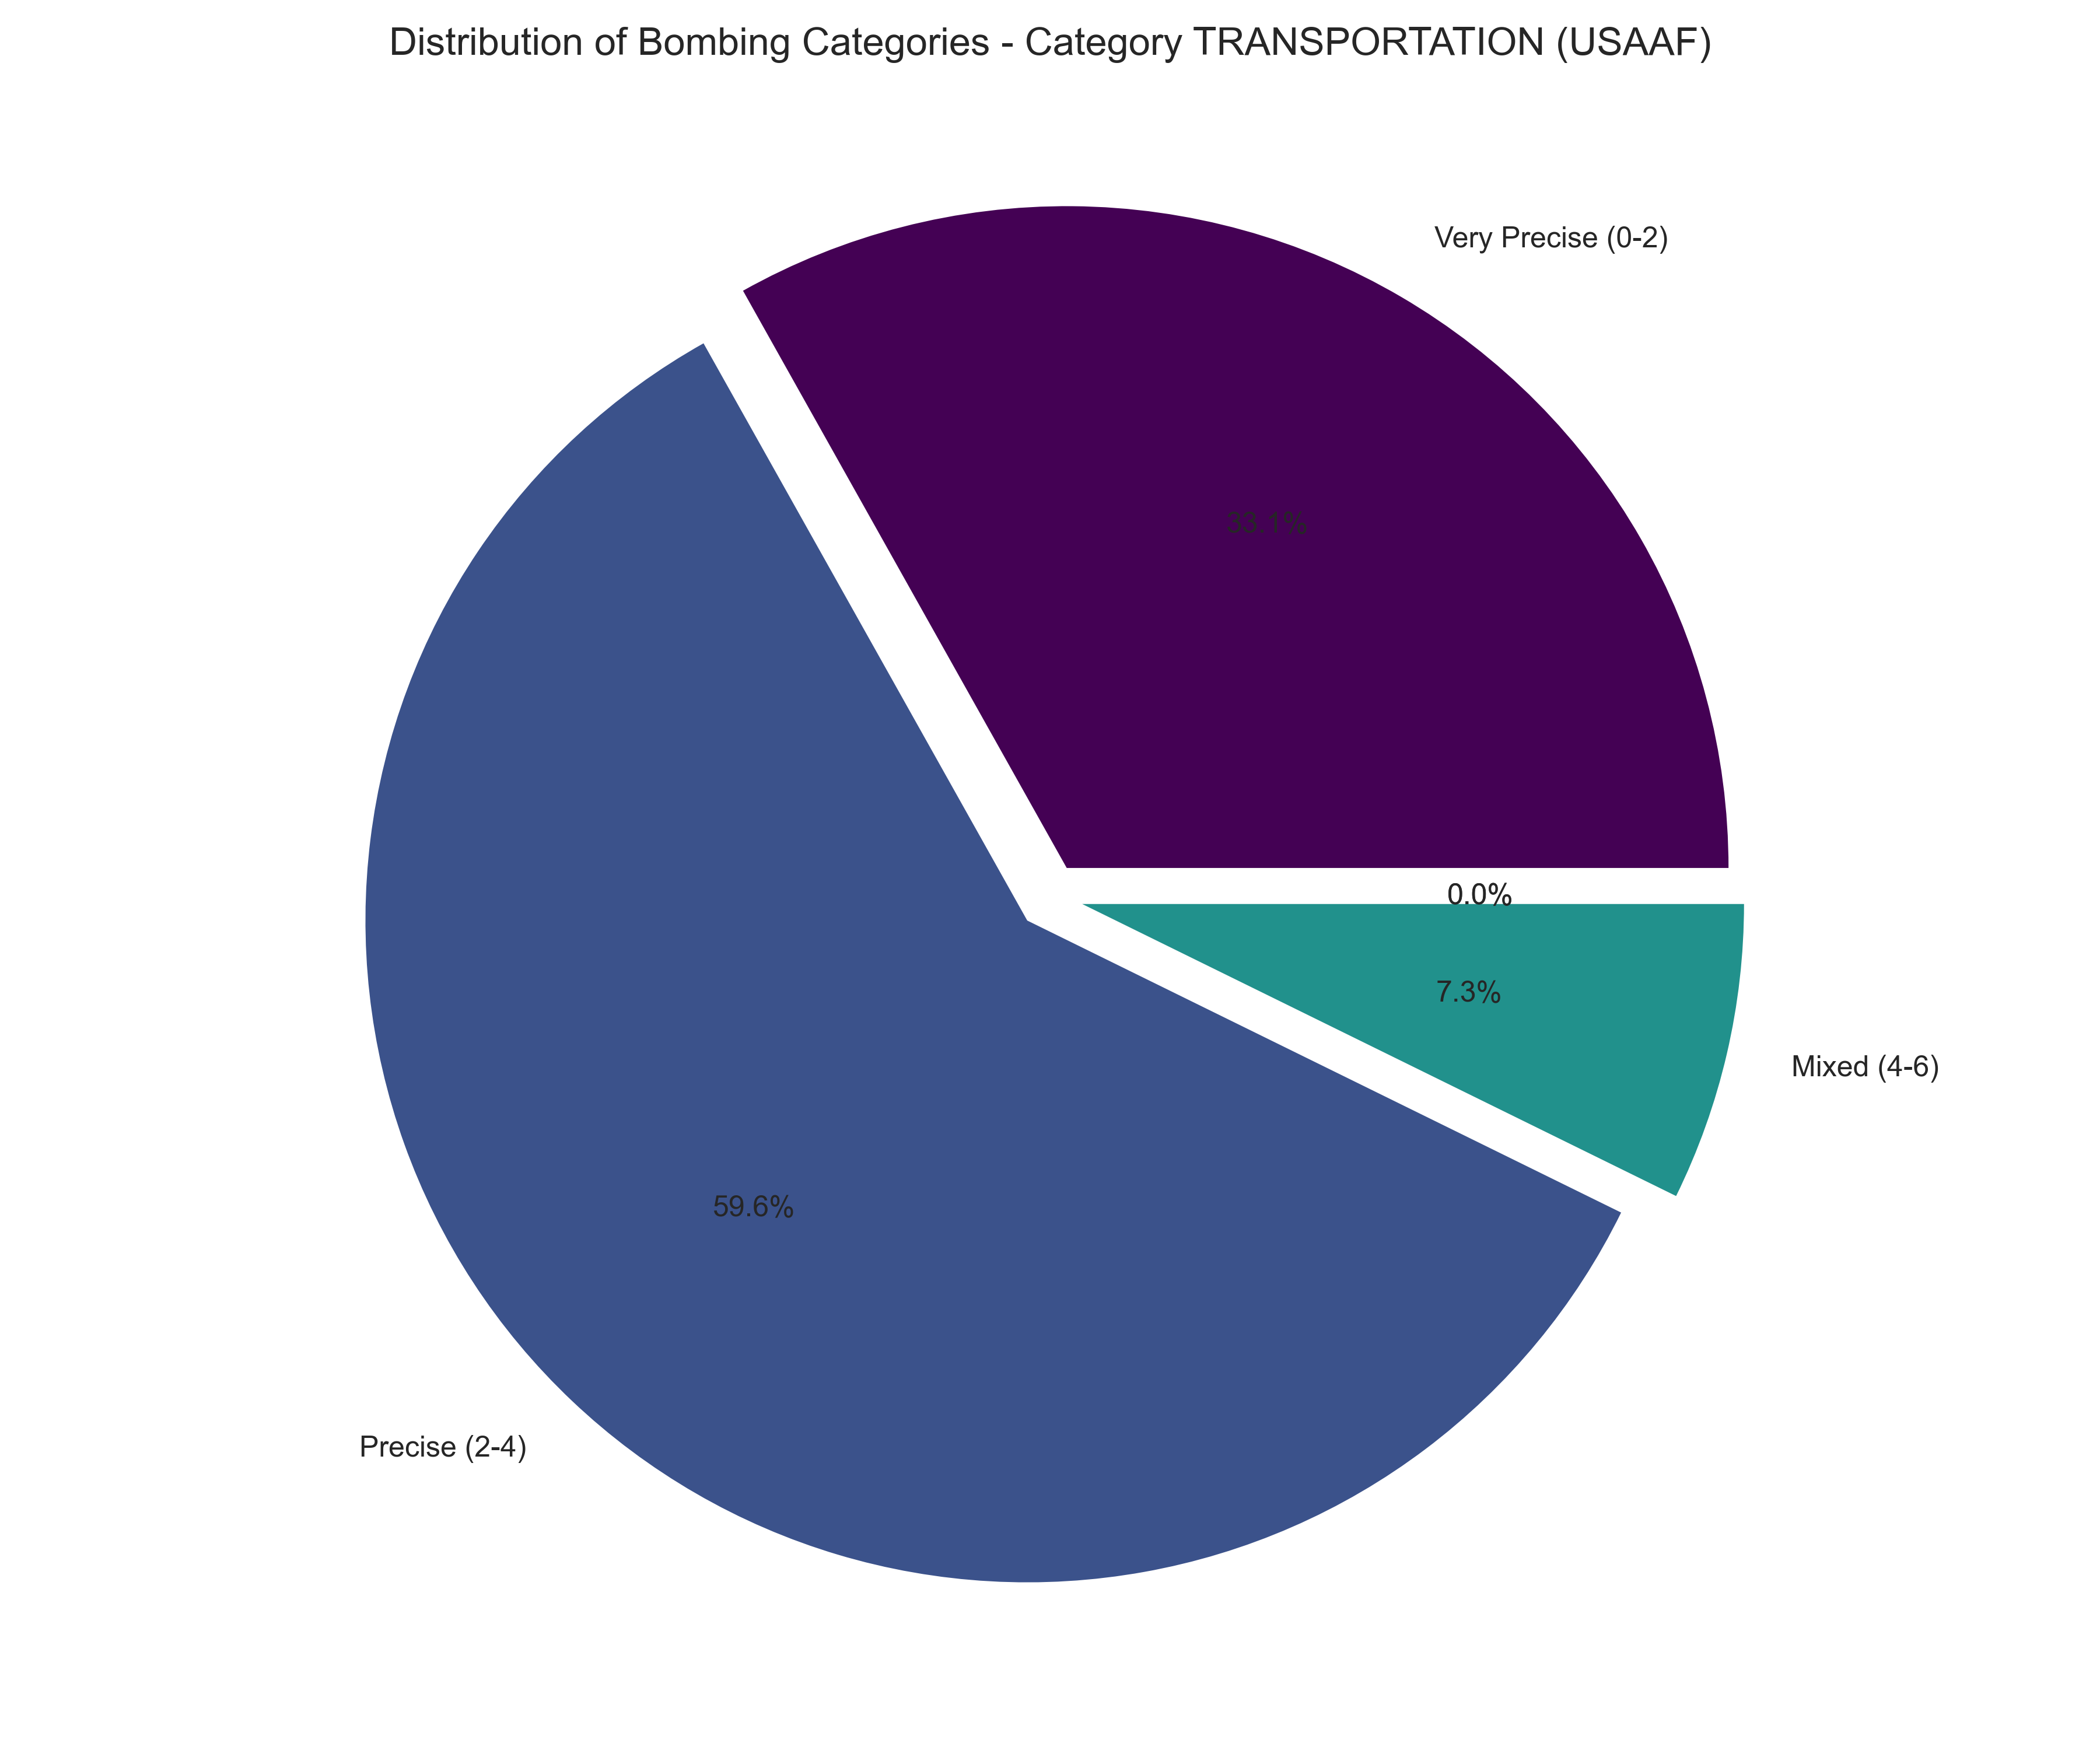 Distribution of Bombing Categories - Category TRANSPORTATION (USAAF)
Very Precise (0-2)
33.1%
0.0%
7.3%
Mixed (4-6)
59.6%
Precise (2-4)